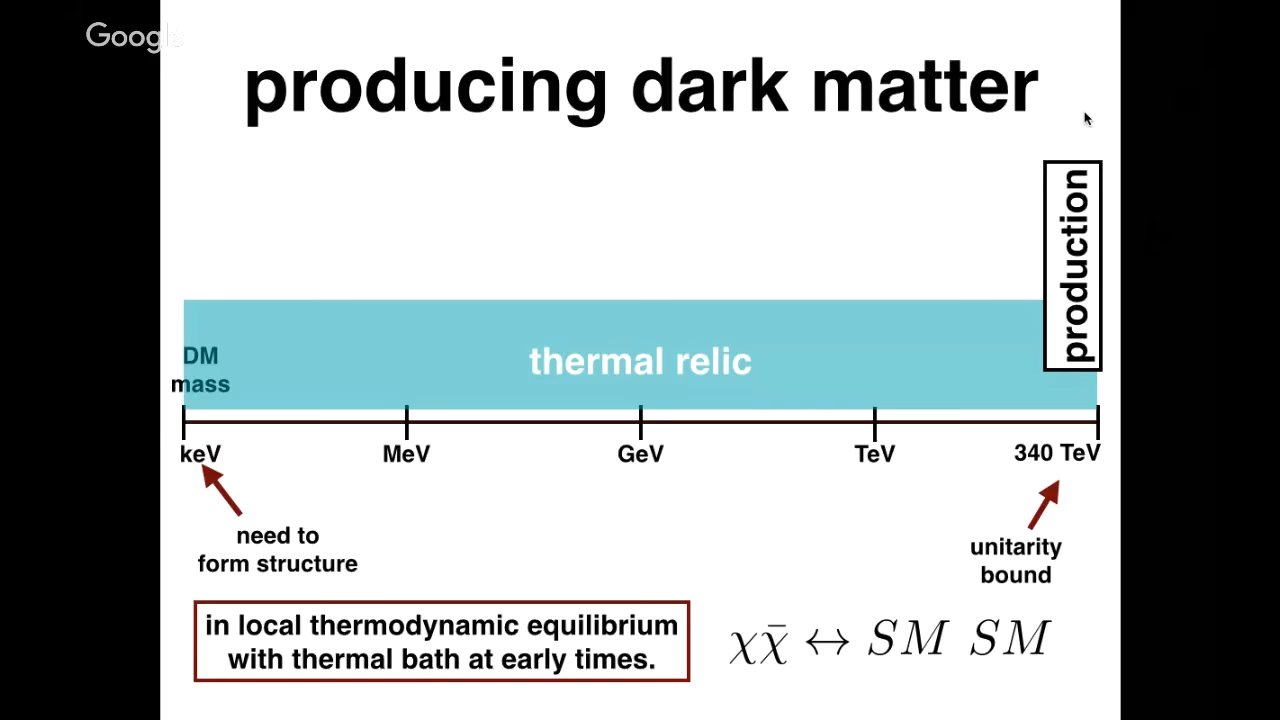 Google
producing dark matter
production
thermal relic
DM
mass
keV
MeV
GeV
TeV
340 TeV
need to
form structure
unitarity
bound
in local thermodynamic equilibrium
with thermal bath at early times.
χχ̄ ↔ SM SM